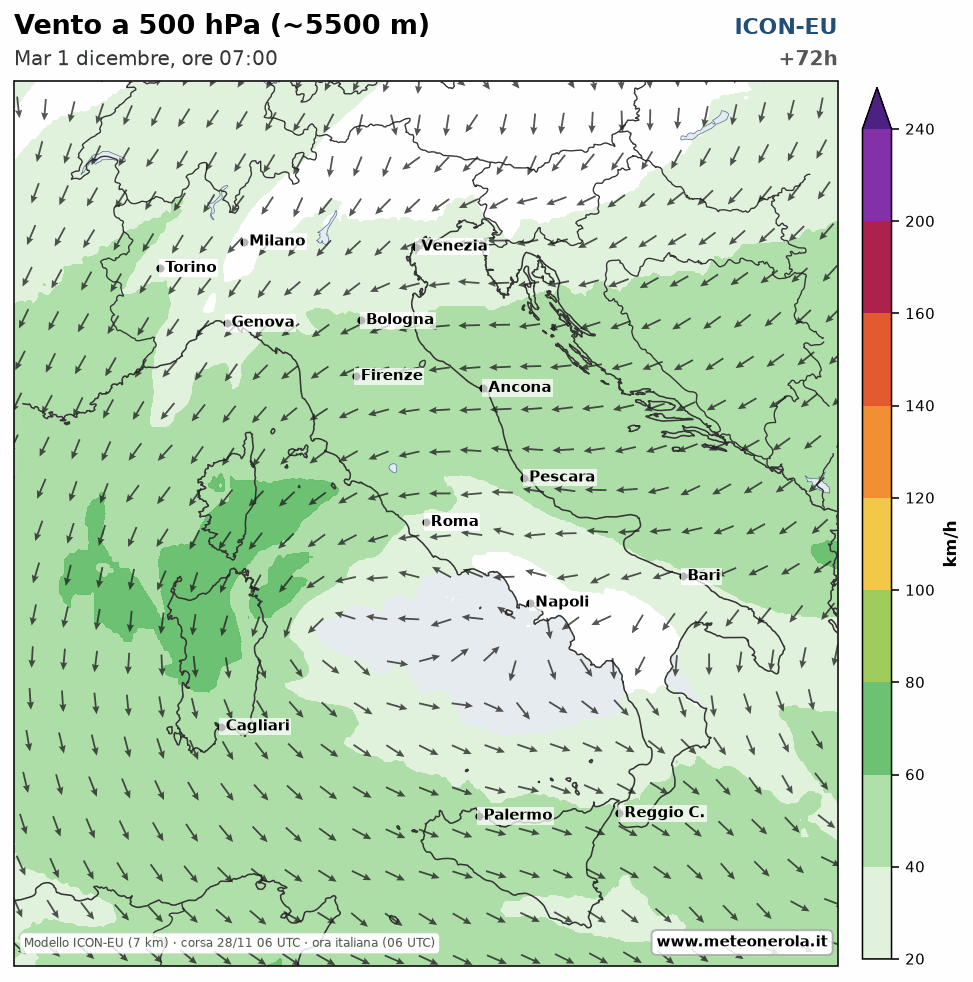 Vento a 500 hPa (~5500 m)
ICON-EU
Mar 1 dicembre, ore 07:00
+72h
Milano
Venezia
Torino
Genova
Bologna
Firenze
Ancona
Pescara
Roma
Bari
Napoli
Cagliari
Palermo
Reggio C.
240
200
160
140
120
100
80
60
40
20
km/h
Modello ICON-EU (7 km) · corsa 28/11 06 UTC · ora italiana (06 UTC)
www.meteonerola.it